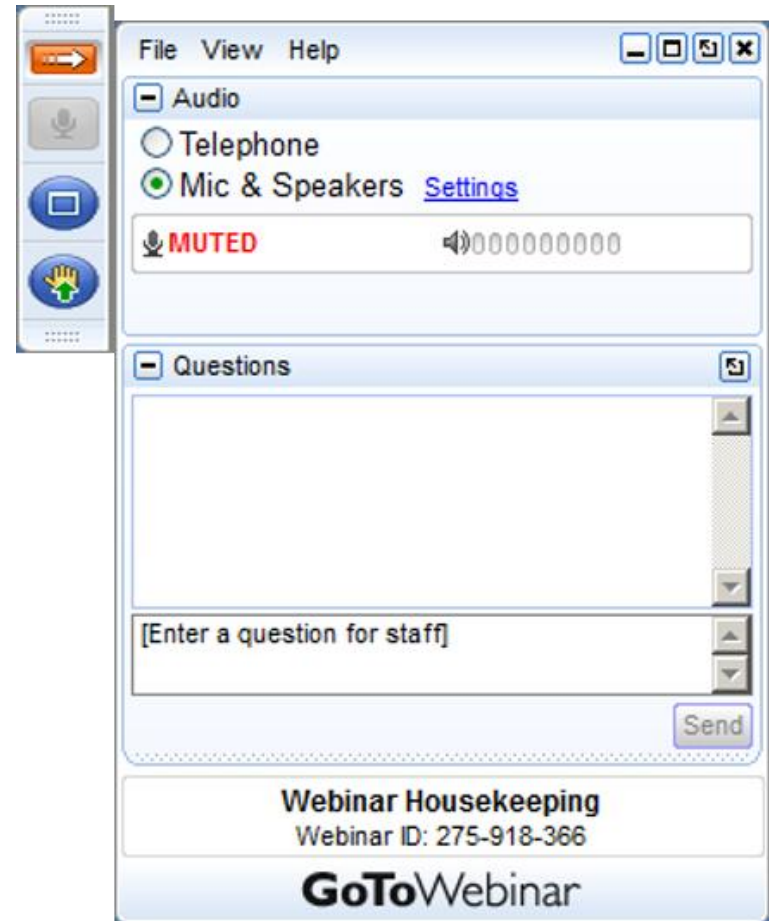 File View Help
Audio
Telephone
Mic & Speakers Settings
MUTED 000000000
Questions
[Enter a question for staff]
Send
Webinar Housekeeping
Webinar ID: 275-918-366
GoToWebinar